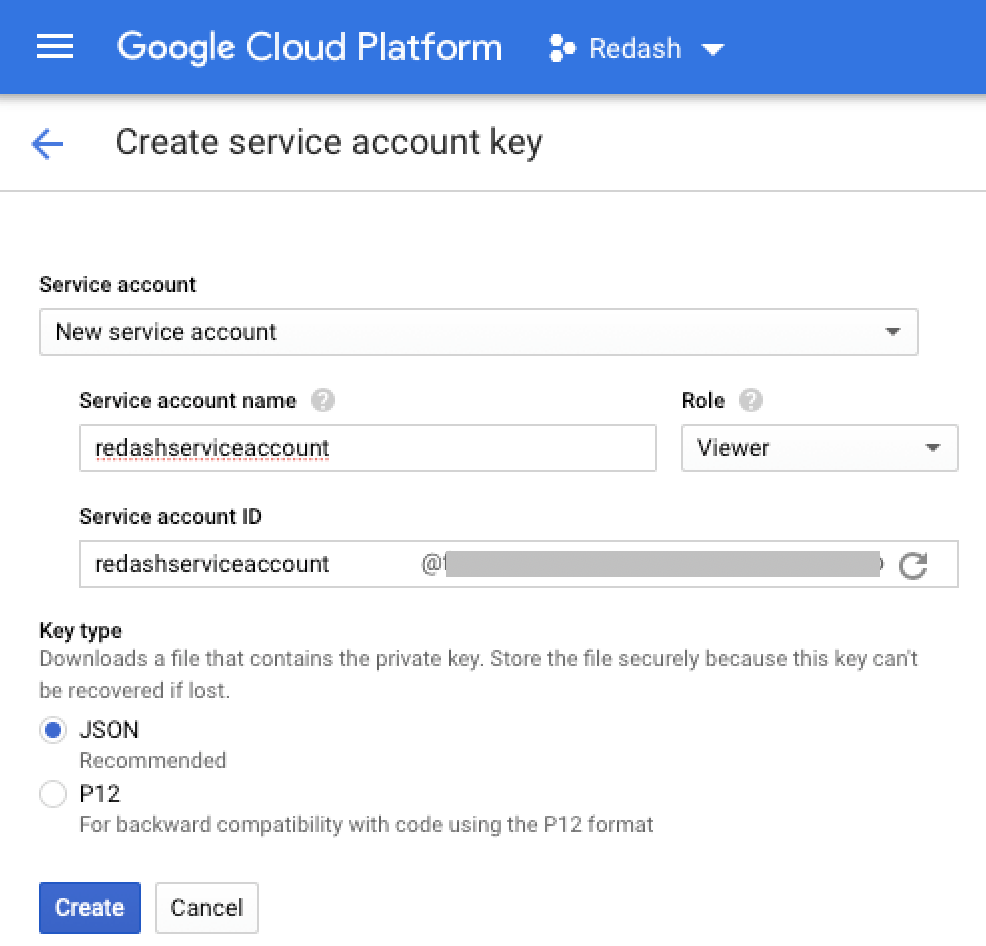 Google Cloud Platform Redash
Create service account key
Service account
New service account
Service account name ? Role ?
redashserviceaccount Viewer
Service account ID
redashserviceaccount @
Key type
Downloads a file that contains the private key. Store the file securely because this key can't
be recovered if lost.
JSON
Recommended
P12
For backward compatibility with code using the P12 format
Create Cancel